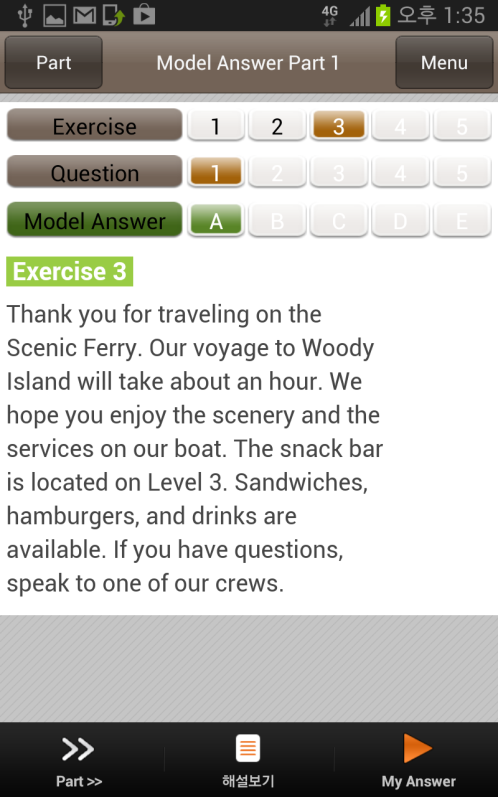 4G 오후 1:35
Part Model Answer Part 1 Menu
Exercise 1 2 3 4 5
Question 1 2 3 4 5
Model Answer A B C D E
Exercise 3
Thank you for traveling on the
Scenic Ferry. Our voyage to Woody
Island will take about an hour. We
hope you enjoy the scenery and the
services on our boat. The snack bar
is located on Level 3. Sandwiches,
hamburgers, and drinks are
available. If you have questions,
speak to one of our crews.
Part >> 해설보기 My Answer